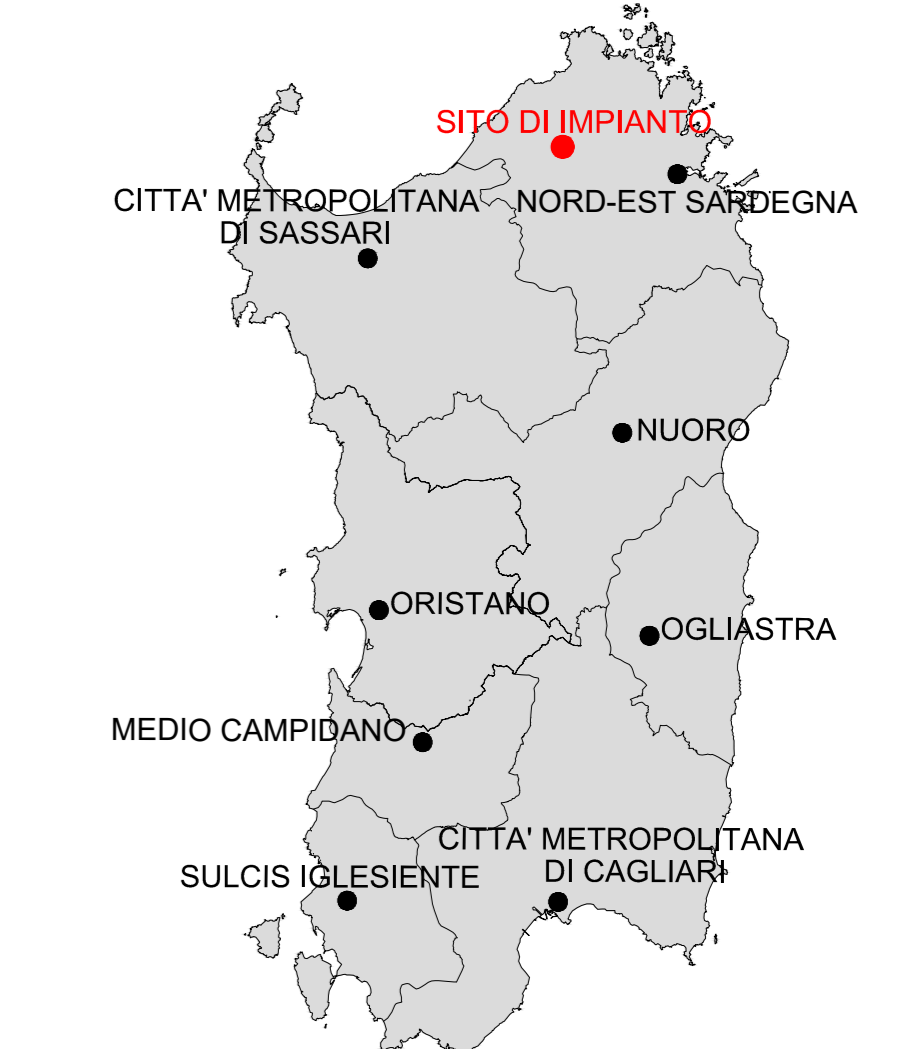 SITO DI IMPIANTO
CITTA' METROPOLITANA
DI SASSARI
NORD-EST SARDEGNA
NUORO
ORISTANO
OGLIASTRA
MEDIO CAMPIDANO
CITTA' METROPOLITANA
DI CAGLIARI
SULCIS IGLESIENTE